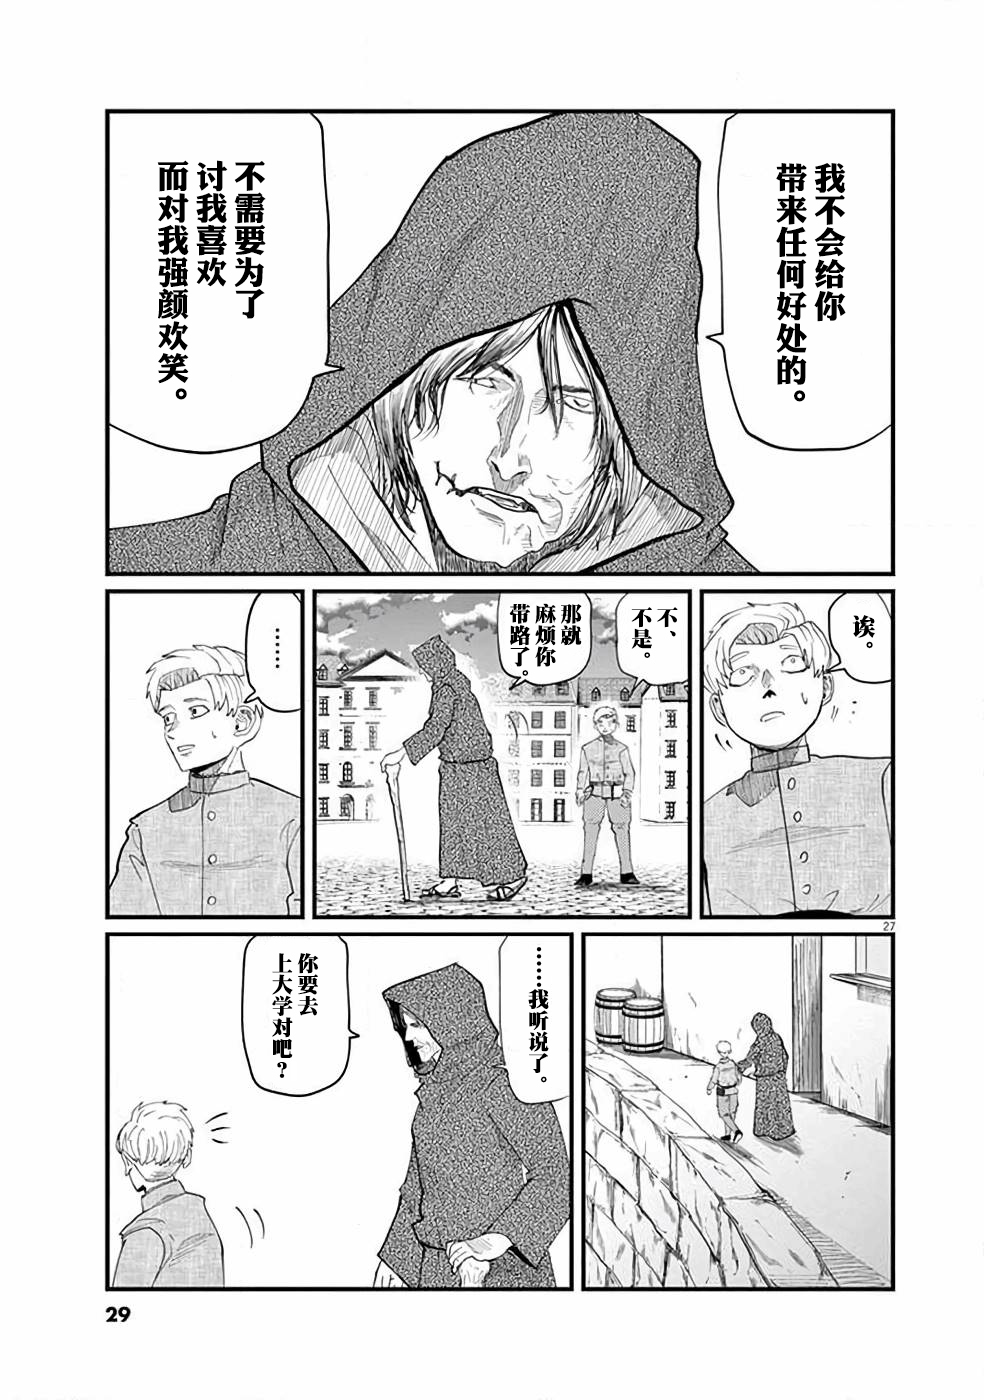 我不会给你
带来任何好处的。
不需要为了
讨我喜欢
而对我强颜欢笑。
诶。
不、
不是。
那就
麻烦你
带路了。
……
27
……我听说了。
你要去
上大学对吧？
29